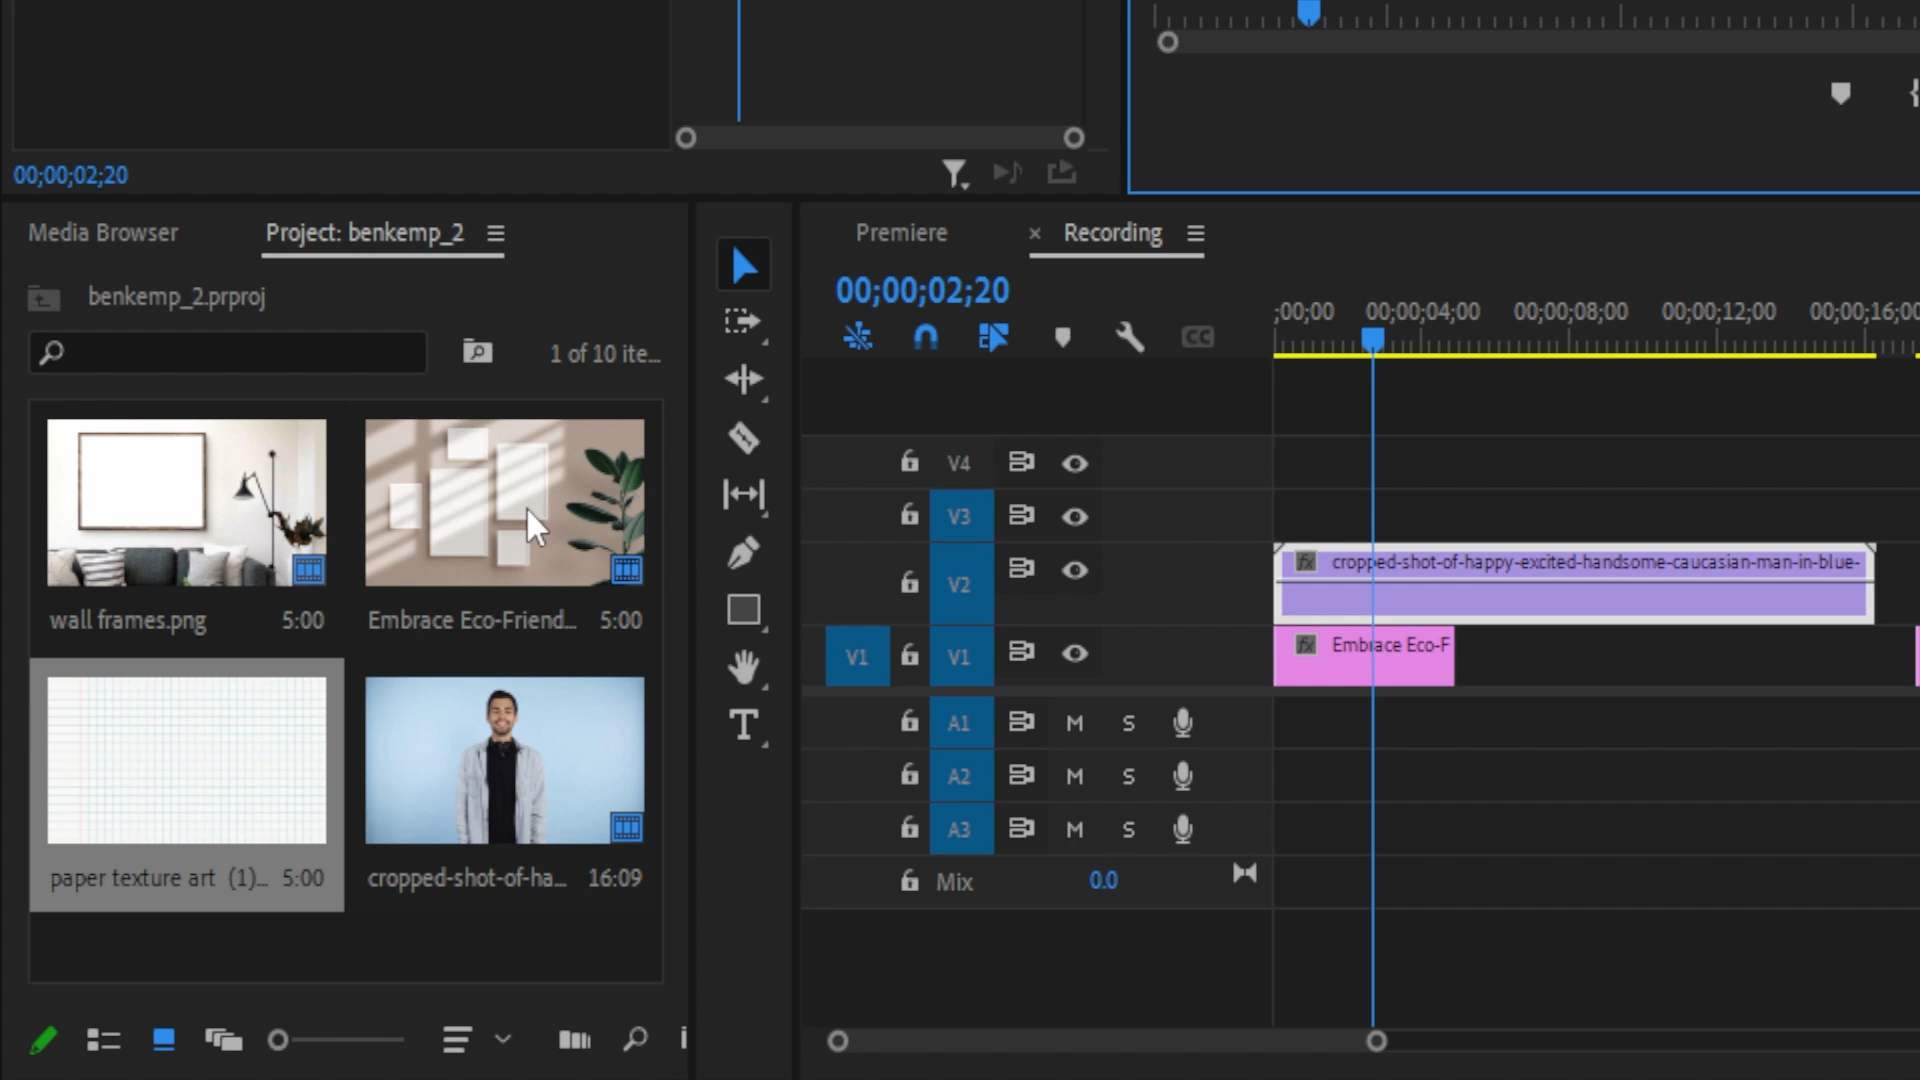 00;00;02;20
Media Browser
Project: benkemp_2
benkemp_2.prproj
1 of 10 ite...
wall frames.png 5:00
Embrace Eco-Friend... 5:00
paper texture art (1)... 5:00
cropped-shot-of-ha... 16:09
T
Premiere
× Recording
00;00;02;20
CC
;00;00 00;00;04;00 00;00;08;00 00;00;12;00 00;00;16;00
V4
V3
V2
fx cropped-shot-of-happy-excited-handsome-caucasian-man-in-blue-
V1 V1
fx Embrace Eco-F
A1 M S
A2 M S
A3 M S
Mix 0.0